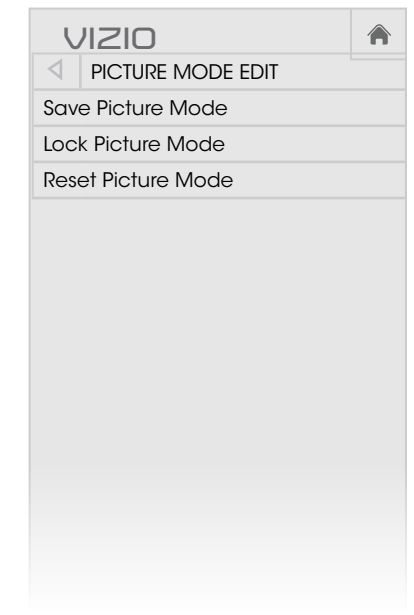 VIZIO
PICTURE MODE EDIT
Save Picture Mode
Lock Picture Mode
Reset Picture Mode